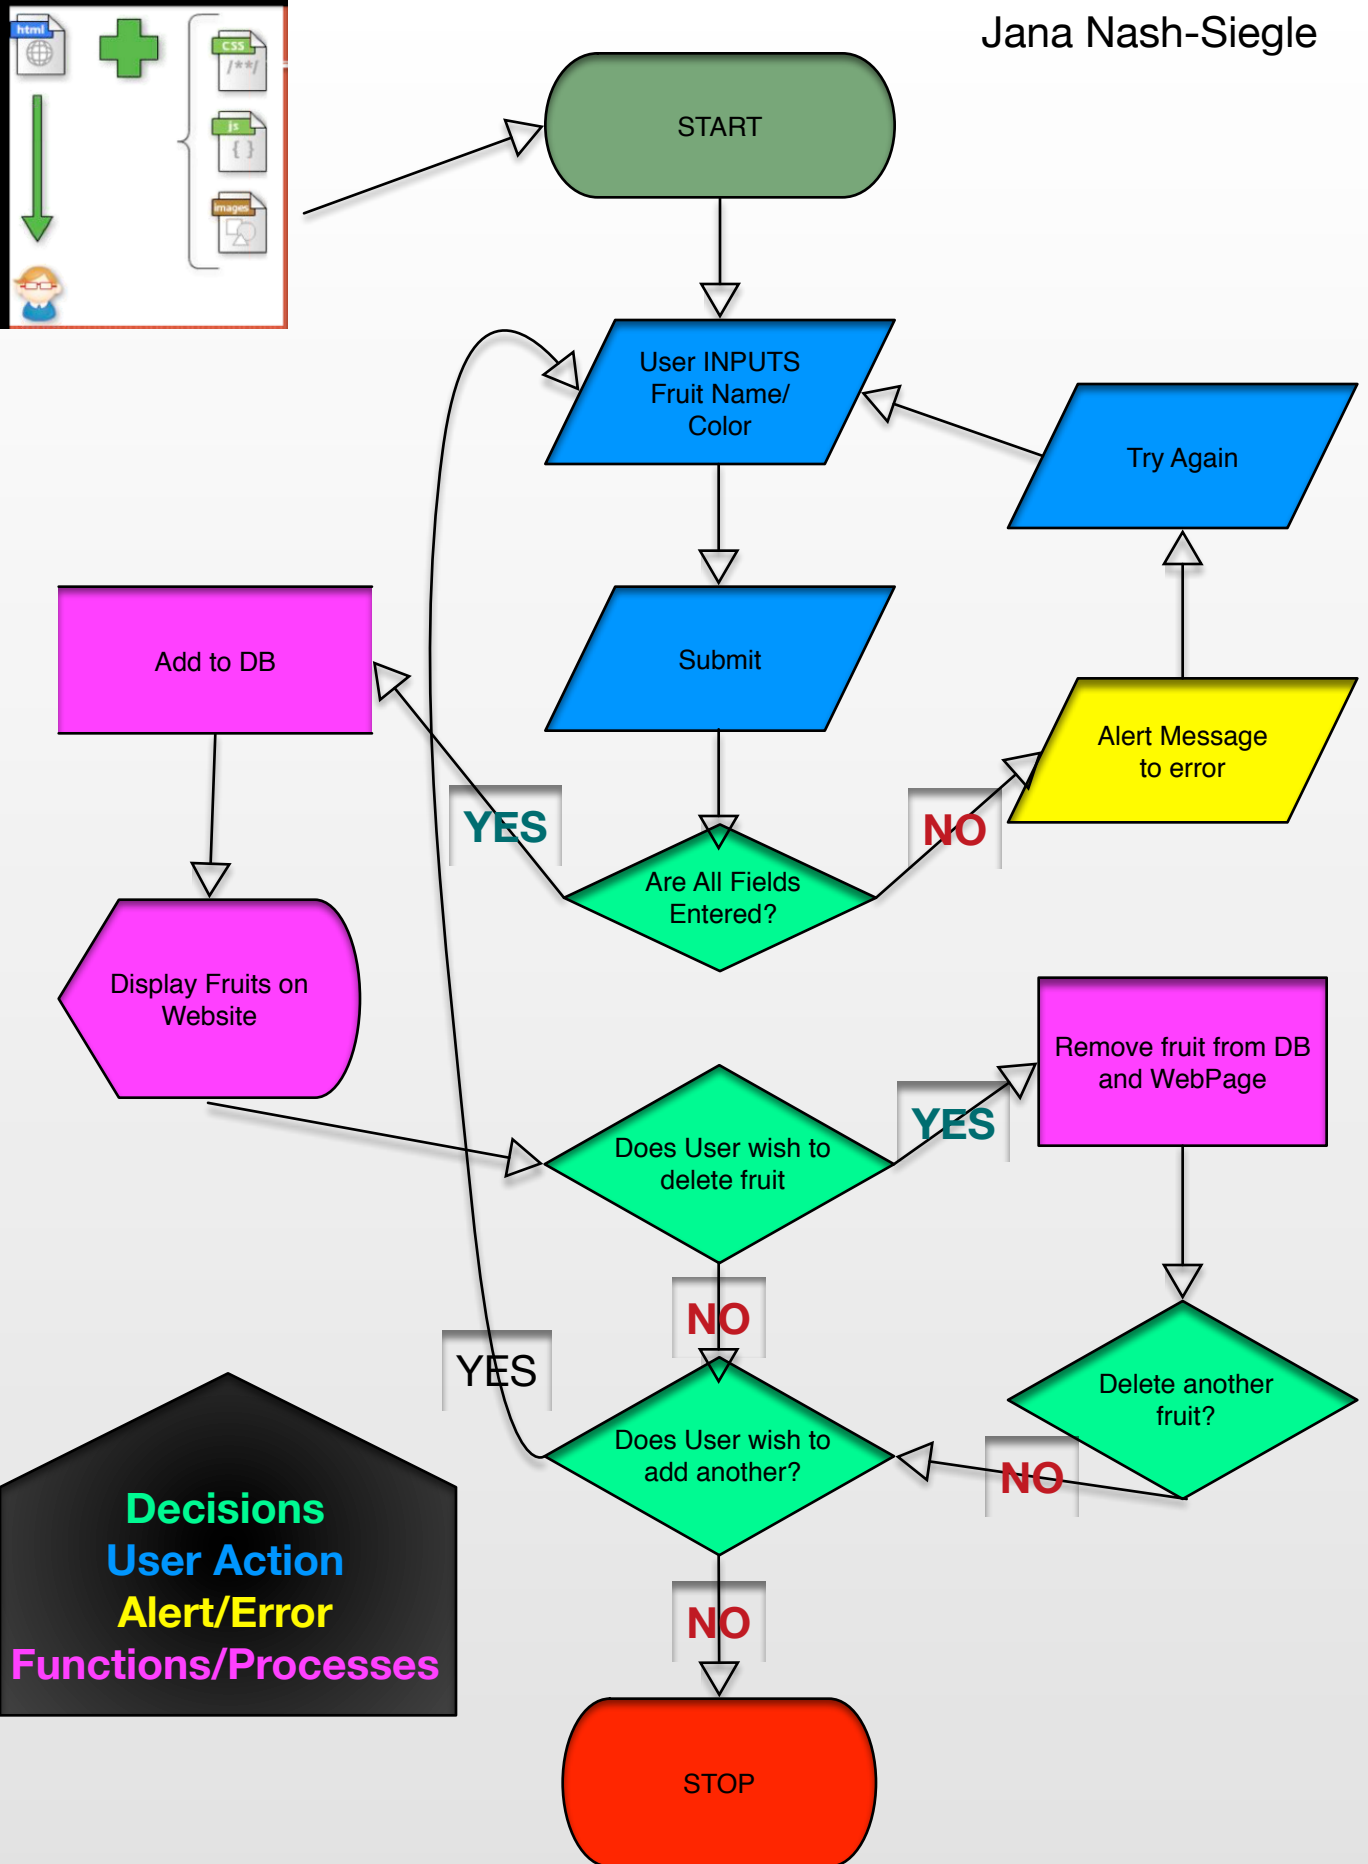 Jana Nash-Siegle
html
CSS
/**/
js
{ }
images
START
User INPUTS
Fruit Name/
Color
Try Again
Submit
Add to DB
Alert Message
to error
YES
NO
Are All Fields
Entered?
Display Fruits on
Website
Remove fruit from DB
and WebPage
YES
Does User wish to
delete fruit
NO
YES
Delete another
fruit?
Does User wish to
add another?
NO
Decisions
User Action
Alert/Error
Functions/Processes
NO
STOP